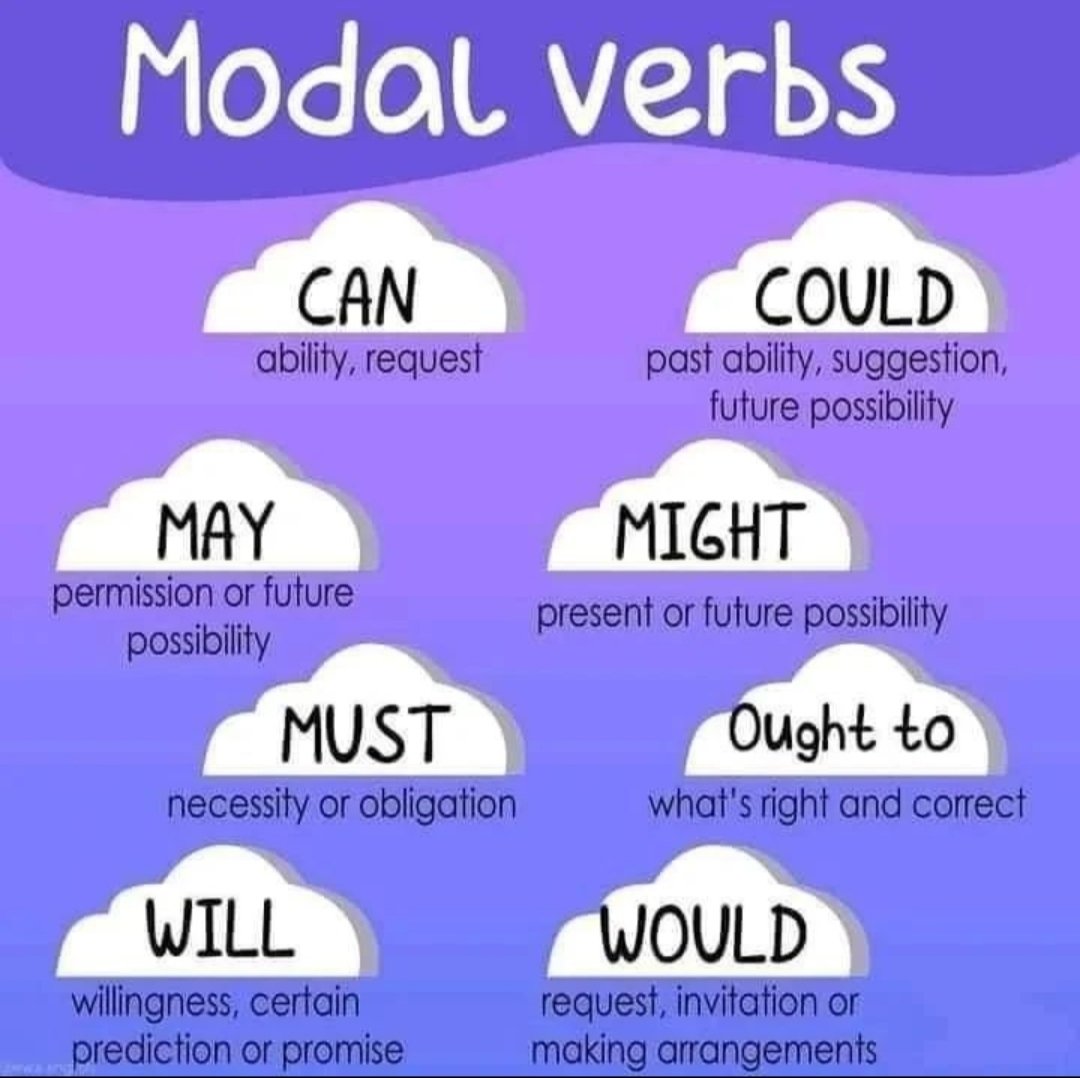 Modal verbs
CAN
ability, request
COULD
past ability, suggestion,
future possibility
MAY
permission or future
possibility
MIGHT
present or future possibility
MUST
necessity or obligation
Ought to
what's right and correct
WILL
willingness, certain
prediction or promise
WOULD
request, invitation or
making arrangements